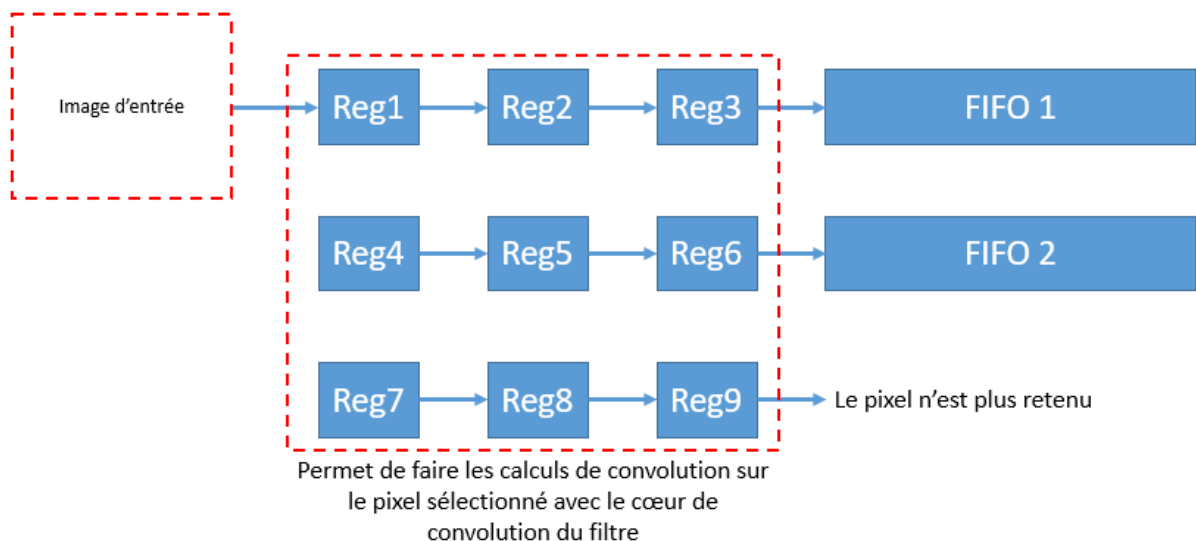 Image d’entrée
Reg1
Reg2
Reg3
FIFO 1
Reg4
Reg5
Reg6
FIFO 2
Reg7
Reg8
Reg9
Le pixel n’est plus retenu
Permet de faire les calculs de convolution sur
le pixel sélectionné avec le cœur de
convolution du filtre